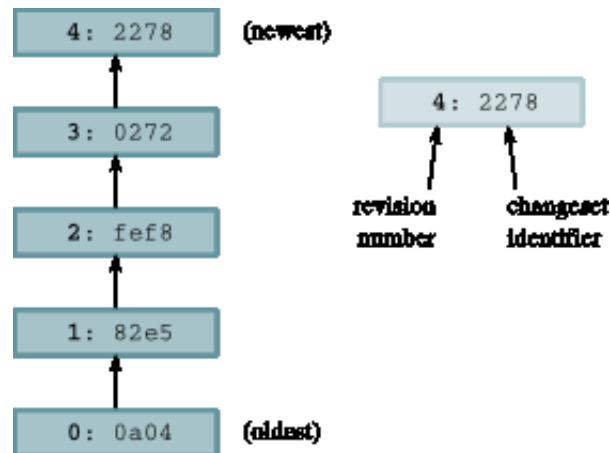 4: 2278 (newest)
3: 0272
2: fef8
1: 82e5
0: 0a04 (oldest)
4: 2278
revision number
changeset identifier